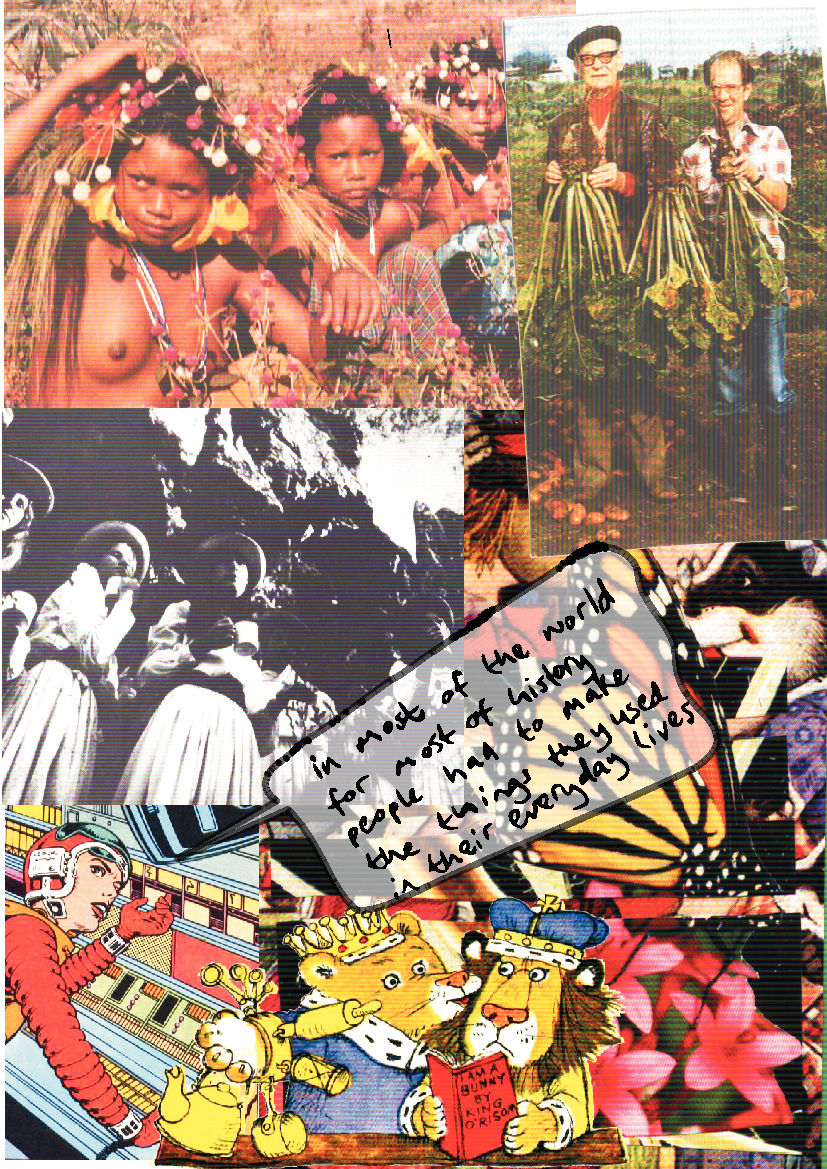 in most of the world
for most of history
people had to make
the things they used
in their everyday lives
I AM A
BUNNY
BY
KING
O'RISOM